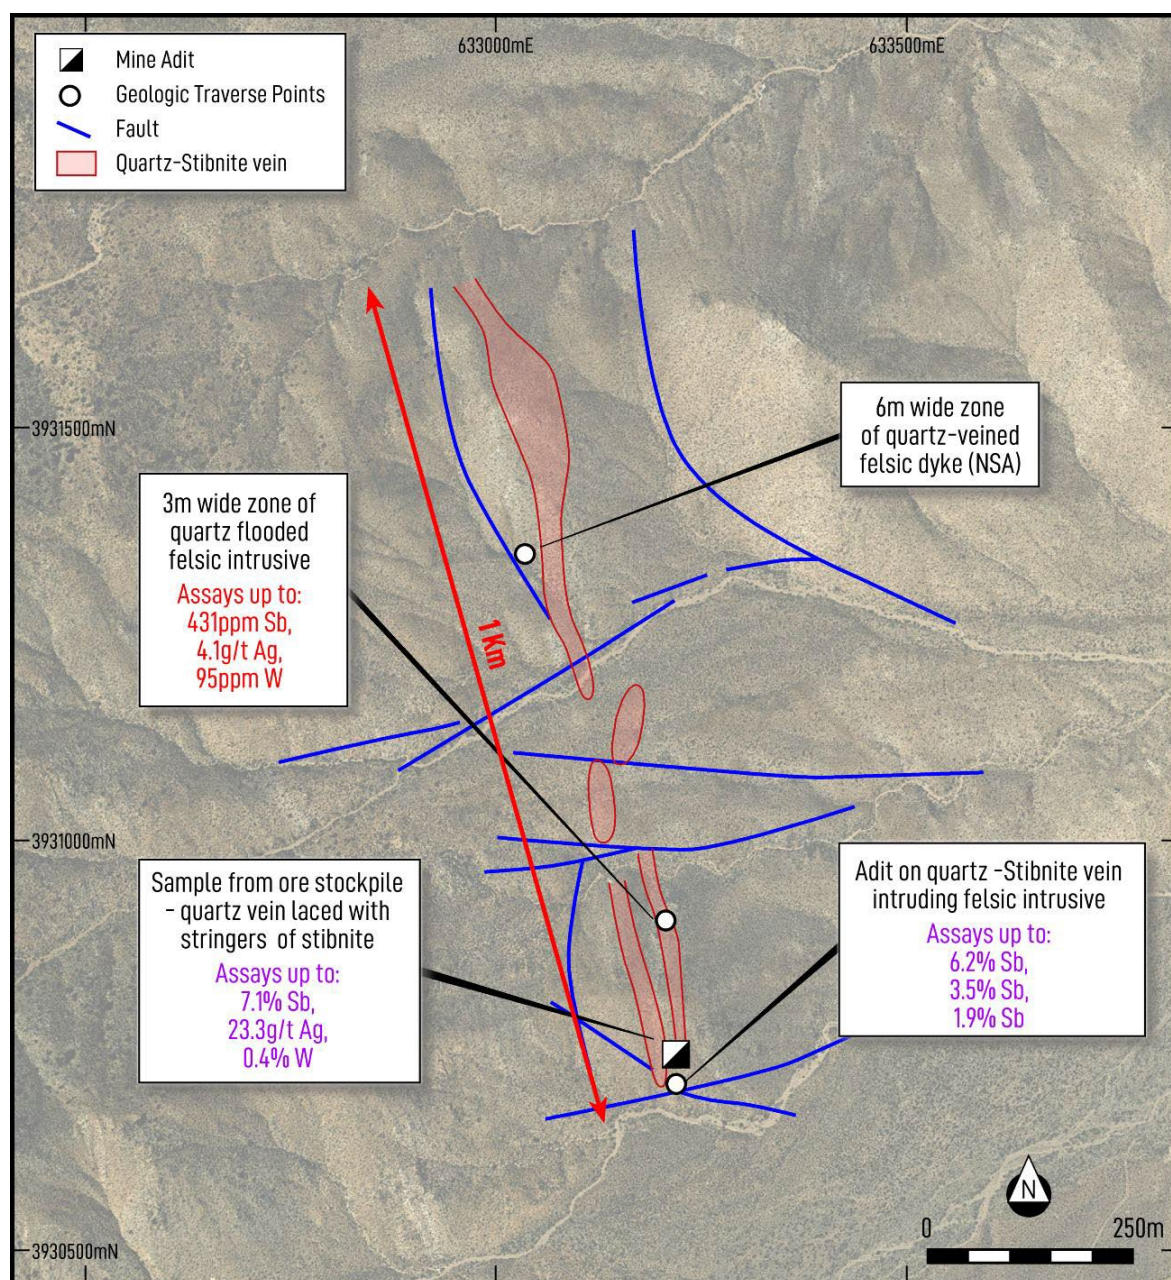 633000mE
633500mE
Mine Adit
Geologic Traverse Points
Fault
Quartz-Stibnite vein
3931500mN
6m wide zone
of quartz-veined
felsic dyke (NSA)
3m wide zone of
quartz flooded
felsic intrusive
Assays up to:
431ppm Sb,
4.1g/t Ag,
95ppm W
1 Km
3931000mN
Sample from ore stockpile
- quartz vein laced with
stringers of stibnite
Assays up to:
7.1% Sb,
23.3g/t Ag,
0.4% W
Adit on quartz -Stibnite vein
intruding felsic intrusive
Assays up to:
6.2% Sb,
3.5% Sb,
1.9% Sb
N
0 250m
3930500mN